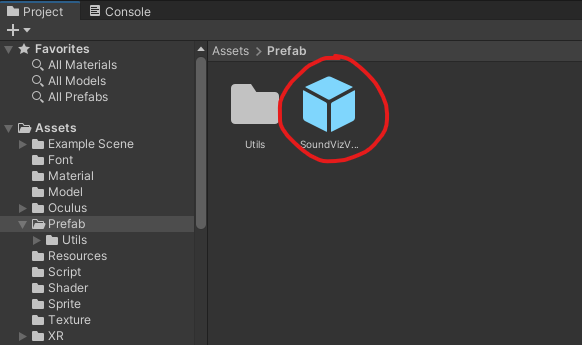 Project
Console
Favorites
All Materials
All Models
All Prefabs
Assets
Example Scene
Font
Material
Model
Oculus
Prefab
Utils
Resources
Script
Shader
Sprite
Texture
XR
Assets > Prefab
Utils
SoundVizV...